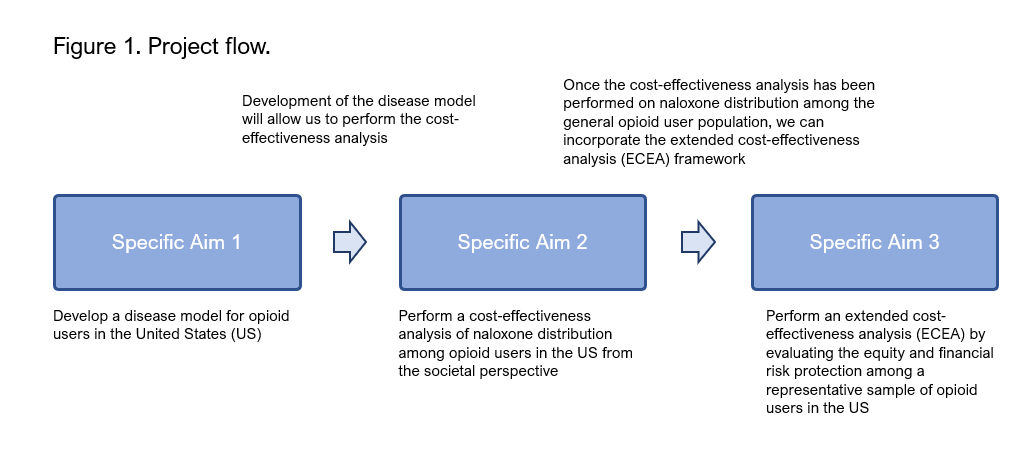 Figure 1. Project flow.
Development of the disease model
will allow us to perform the cost-
effectiveness analysis
Once the cost-effectiveness analysis has been
performed on naloxone distribution among the
general opioid user population, we can
incorporate the extended cost-effectiveness
analysis (ECEA) framework
Specific Aim 1
Specific Aim 2
Specific Aim 3
Develop a disease model for opioid
users in the United States (US)
Perform a cost-effectiveness
analysis of naloxone distribution
among opioid users in the US from
the societal perspective
Perform an extended cost-
effectiveness analysis (ECEA) by
evaluating the equity and financial
risk protection among a
representative sample of opioid
users in the US